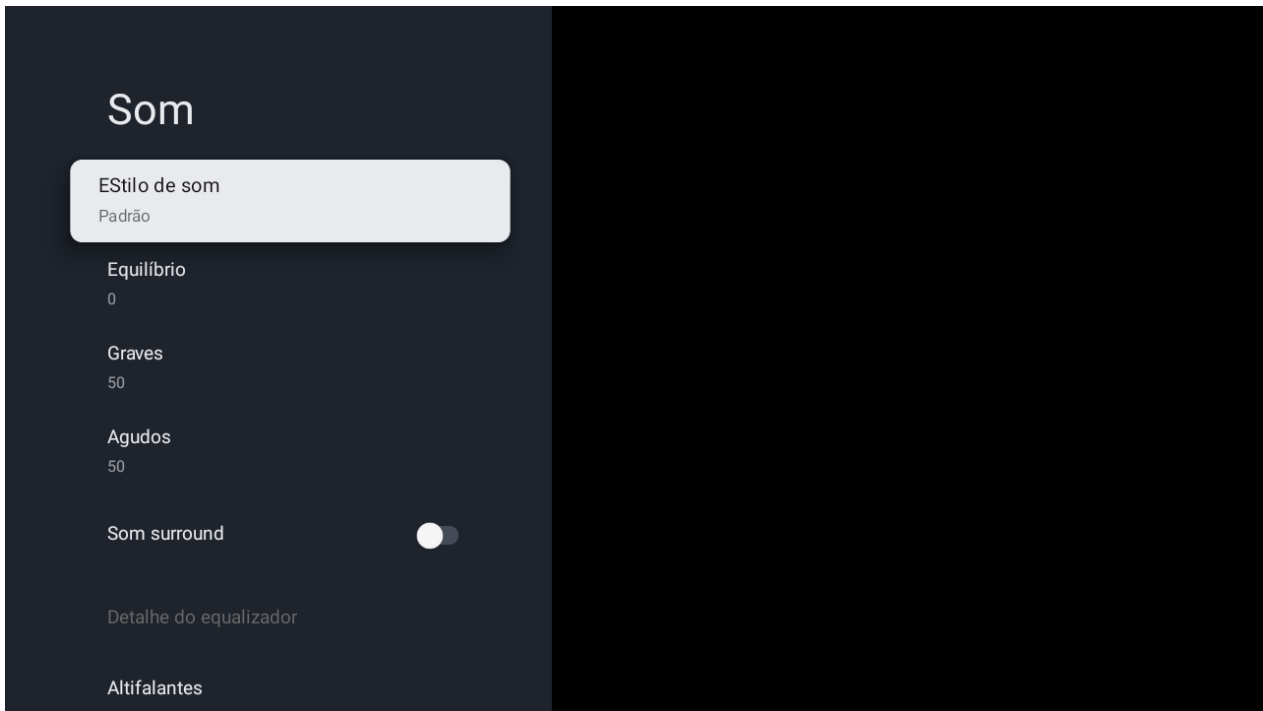 Som
EStilo de som
Padrão
Equilíbrio
0
Graves
50
Agudos
50
Som surround
Detalhe do equalizador
Altifalantes